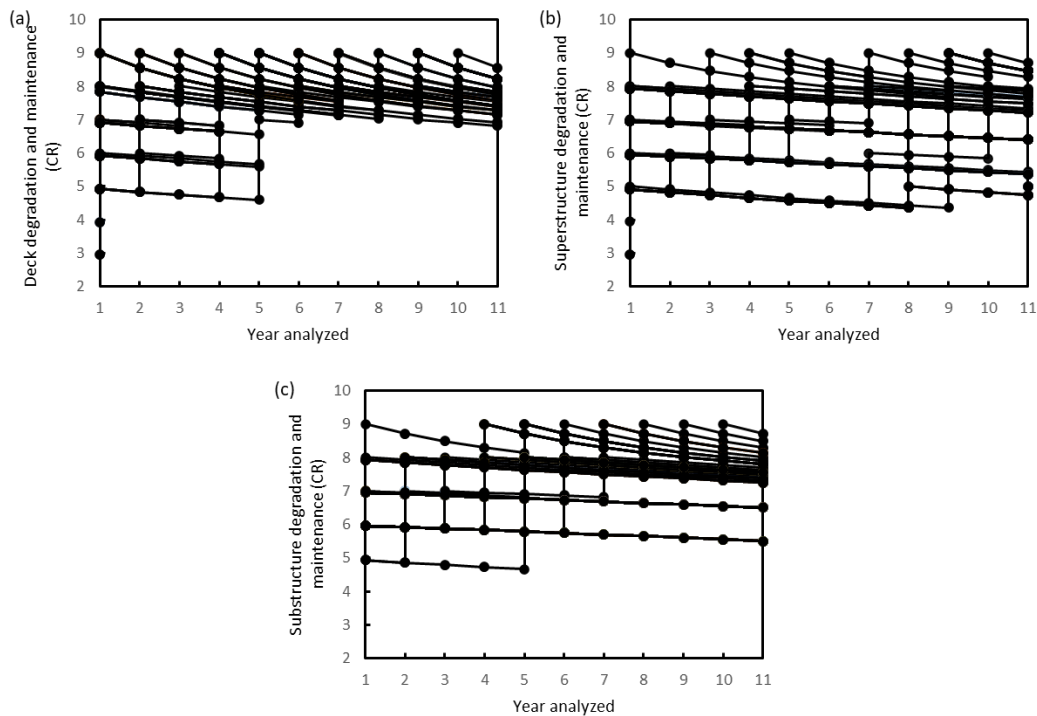 (a)
Deck degradation and maintenance
(CR)
10
9
8
7
6
5
4
3
2
1 2 3 4 5 6 7 8 9 10 11
Year analyzed
(b)
Superstructure degradation and
maintenance (CR)
10
9
8
7
6
5
4
3
2
1 2 3 4 5 6 7 8 9 10 11
Year analyzed
(c)
Substructure degradation and
maintenance (CR)
10
9
8
7
6
5
4
3
2
1 2 3 4 5 6 7 8 9 10 11
Year analyzed